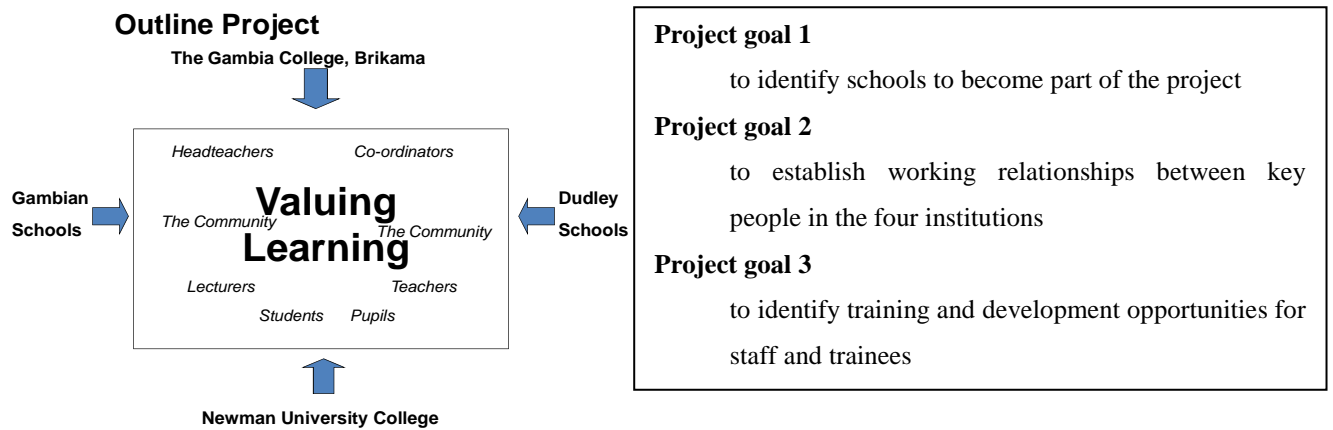 Outline Project
The Gambia College, Brikama
Headteachers
Co-ordinators
Gambian
Schools
Valuing
Learning
The Community
The Community
Dudley
Schools
Lecturers
Teachers
Students
Pupils
Newman University College
Project goal 1
to identify schools to become part of the project
Project goal 2
to establish working relationships between key
people in the four institutions
Project goal 3
to identify training and development opportunities for
staff and trainees